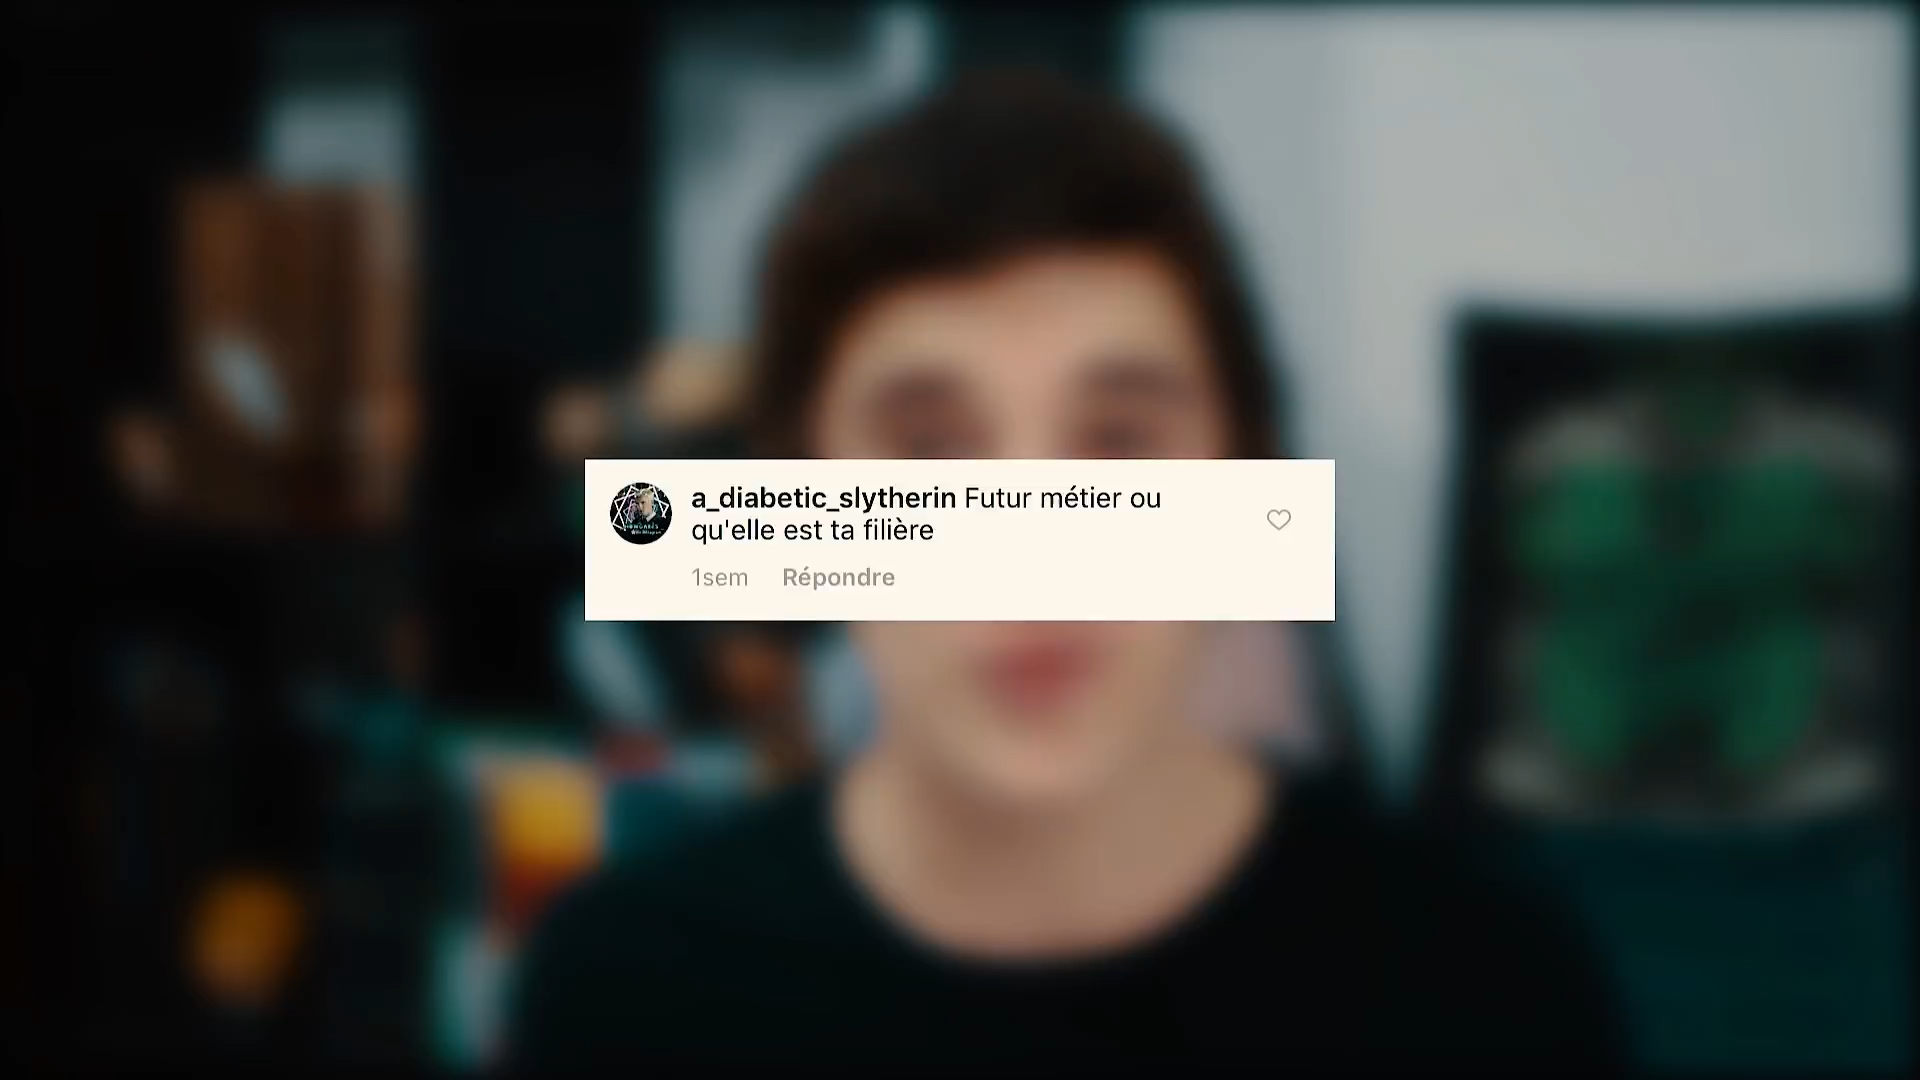 a_diabetic_slytherin Futur métier ou
qu'elle est ta filière
1sem Répondre